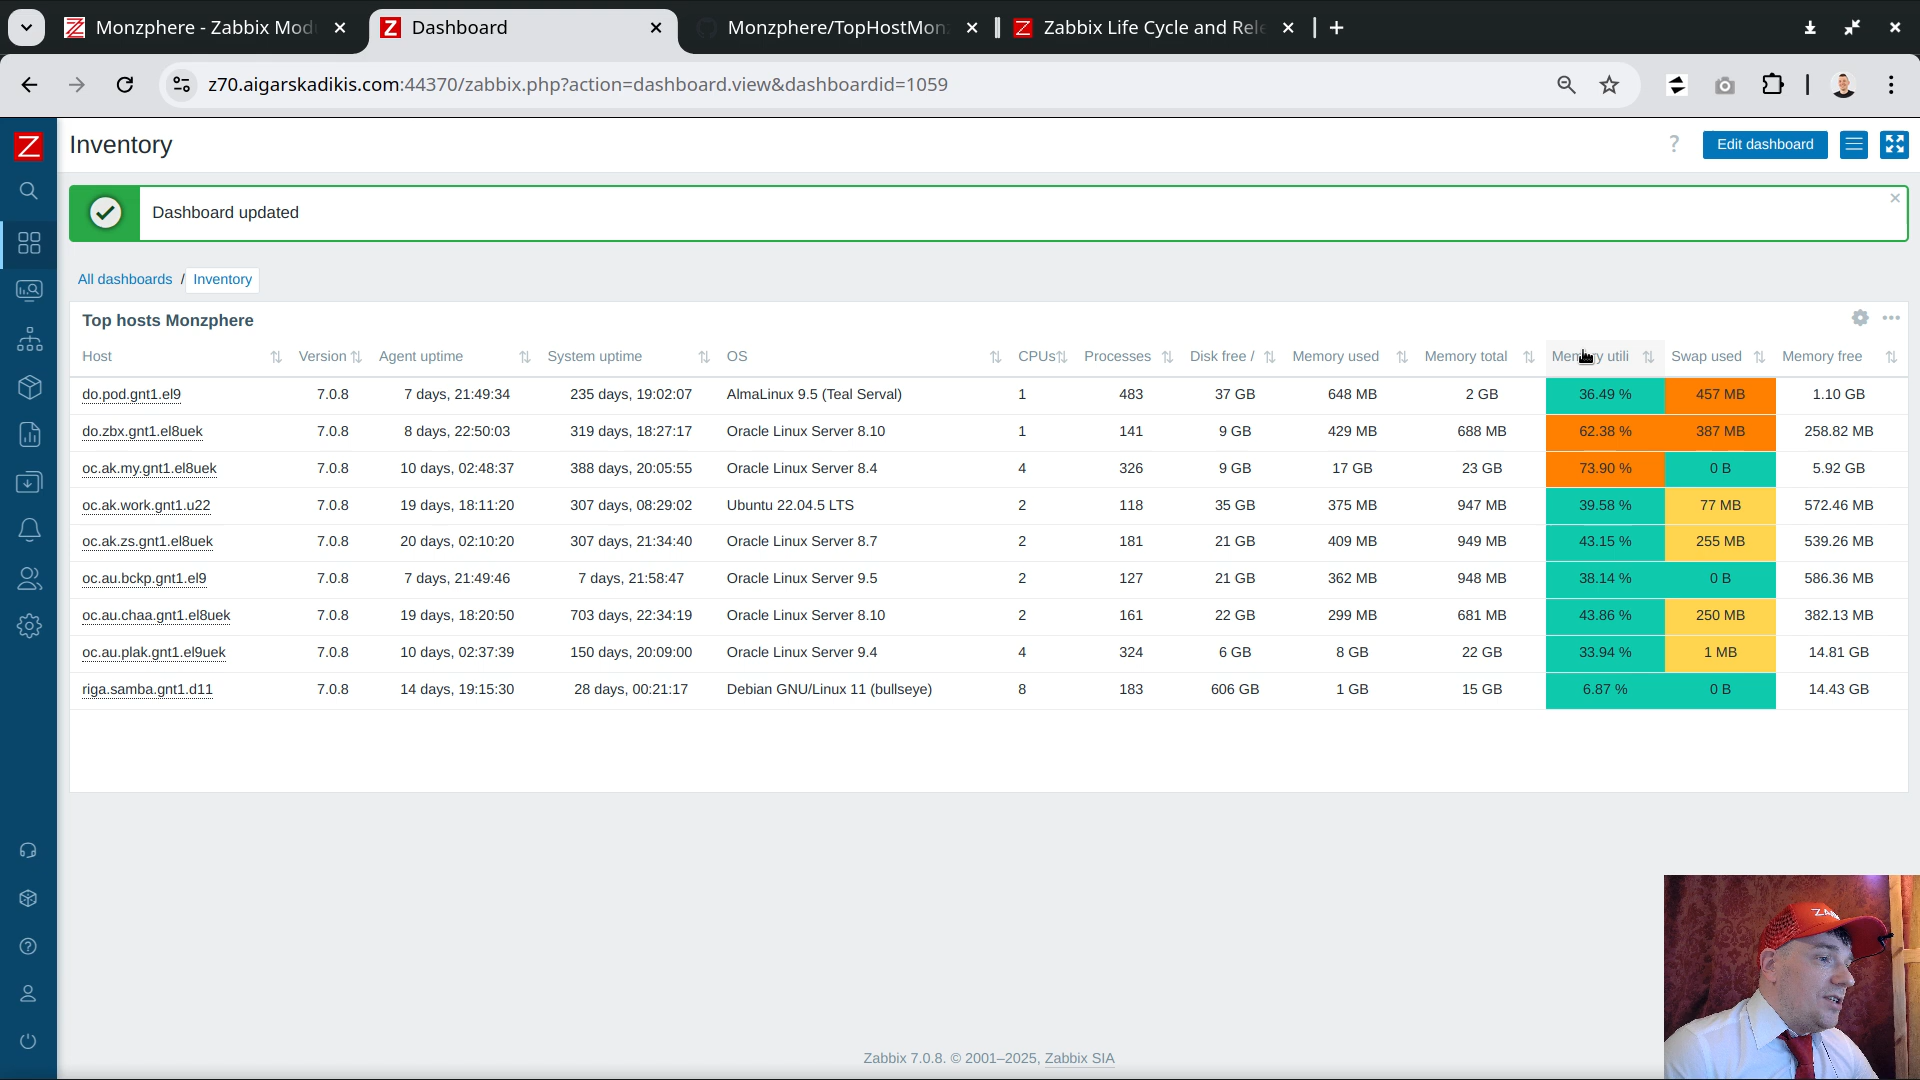 Monzphere - Zabbix Mod
Dashboard
Monzphere/TopHostMon
Zabbix Life Cycle and Rel
z70.aigarskadikis.com:44370/zabbix.php?action=dashboard.view&dashboardid=1059
Z
Inventory
? Edit dashboard
Dashboard updated
All dashboards / Inventory
Top hosts Monzphere
Host Version Agent uptime System uptime OS CPUs Processes Disk free / Memory used Memory total Memory utili Swap used Memory free
do.pod.gnt1.el9 7.0.8 7 days, 21:49:34 235 days, 19:02:07 AlmaLinux 9.5 (Teal Serval) 1 483 37 GB 648 MB 2 GB 36.49 % 457 MB 1.10 GB
do.zbx.gnt1.el8uek 7.0.8 8 days, 22:50:03 319 days, 18:27:17 Oracle Linux Server 8.10 1 141 9 GB 429 MB 688 MB 62.38 % 387 MB 258.82 MB
oc.ak.my.gnt1.el8uek 7.0.8 10 days, 02:48:37 388 days, 20:05:55 Oracle Linux Server 8.4 4 326 9 GB 17 GB 23 GB 73.90 % 0 B 5.92 GB
oc.ak.work.gnt1.u22 7.0.8 19 days, 18:11:20 307 days, 08:29:02 Ubuntu 22.04.5 LTS 2 118 35 GB 375 MB 947 MB 39.58 % 77 MB 572.46 MB
oc.ak.zs.gnt1.el8uek 7.0.8 20 days, 02:10:20 307 days, 21:34:40 Oracle Linux Server 8.7 2 181 21 GB 409 MB 949 MB 43.15 % 255 MB 539.26 MB
oc.au.bckp.gnt1.el9 7.0.8 7 days, 21:49:46 7 days, 21:58:47 Oracle Linux Server 9.5 2 127 21 GB 362 MB 948 MB 38.14 % 0 B 586.36 MB
oc.au.chaa.gnt1.el8uek 7.0.8 19 days, 18:20:50 703 days, 22:34:19 Oracle Linux Server 8.10 2 161 22 GB 299 MB 681 MB 43.86 % 250 MB 382.13 MB
oc.au.plak.gnt1.el9uek 7.0.8 10 days, 02:37:39 150 days, 20:09:00 Oracle Linux Server 9.4 4 324 6 GB 8 GB 22 GB 33.94 % 1 MB 14.81 GB
riga.samba.gnt1.d11 7.0.8 14 days, 19:15:30 28 days, 00:21:17 Debian GNU/Linux 11 (bullseye) 8 183 606 GB 1 GB 15 GB 6.87 % 0 B 14.43 GB
Zabbix 7.0.8. © 2001–2025, Zabbix SIA